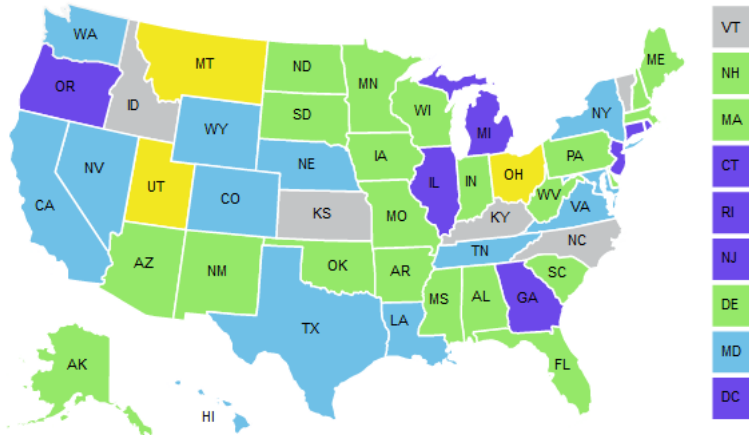 WA
MT
ND
MN
ME
VT
OR
ID
SD
WI
MI
NY
NH
WY
IA
PA
MA
NV
NE
IL
IN
OH
CT
CA
UT
CO
KS
MO
KY
WV
VA
RI
AZ
NM
OK
AR
TN
NC
NJ
TX
LA
MS
AL
GA
SC
DE
AK
HI
FL
MD
DC